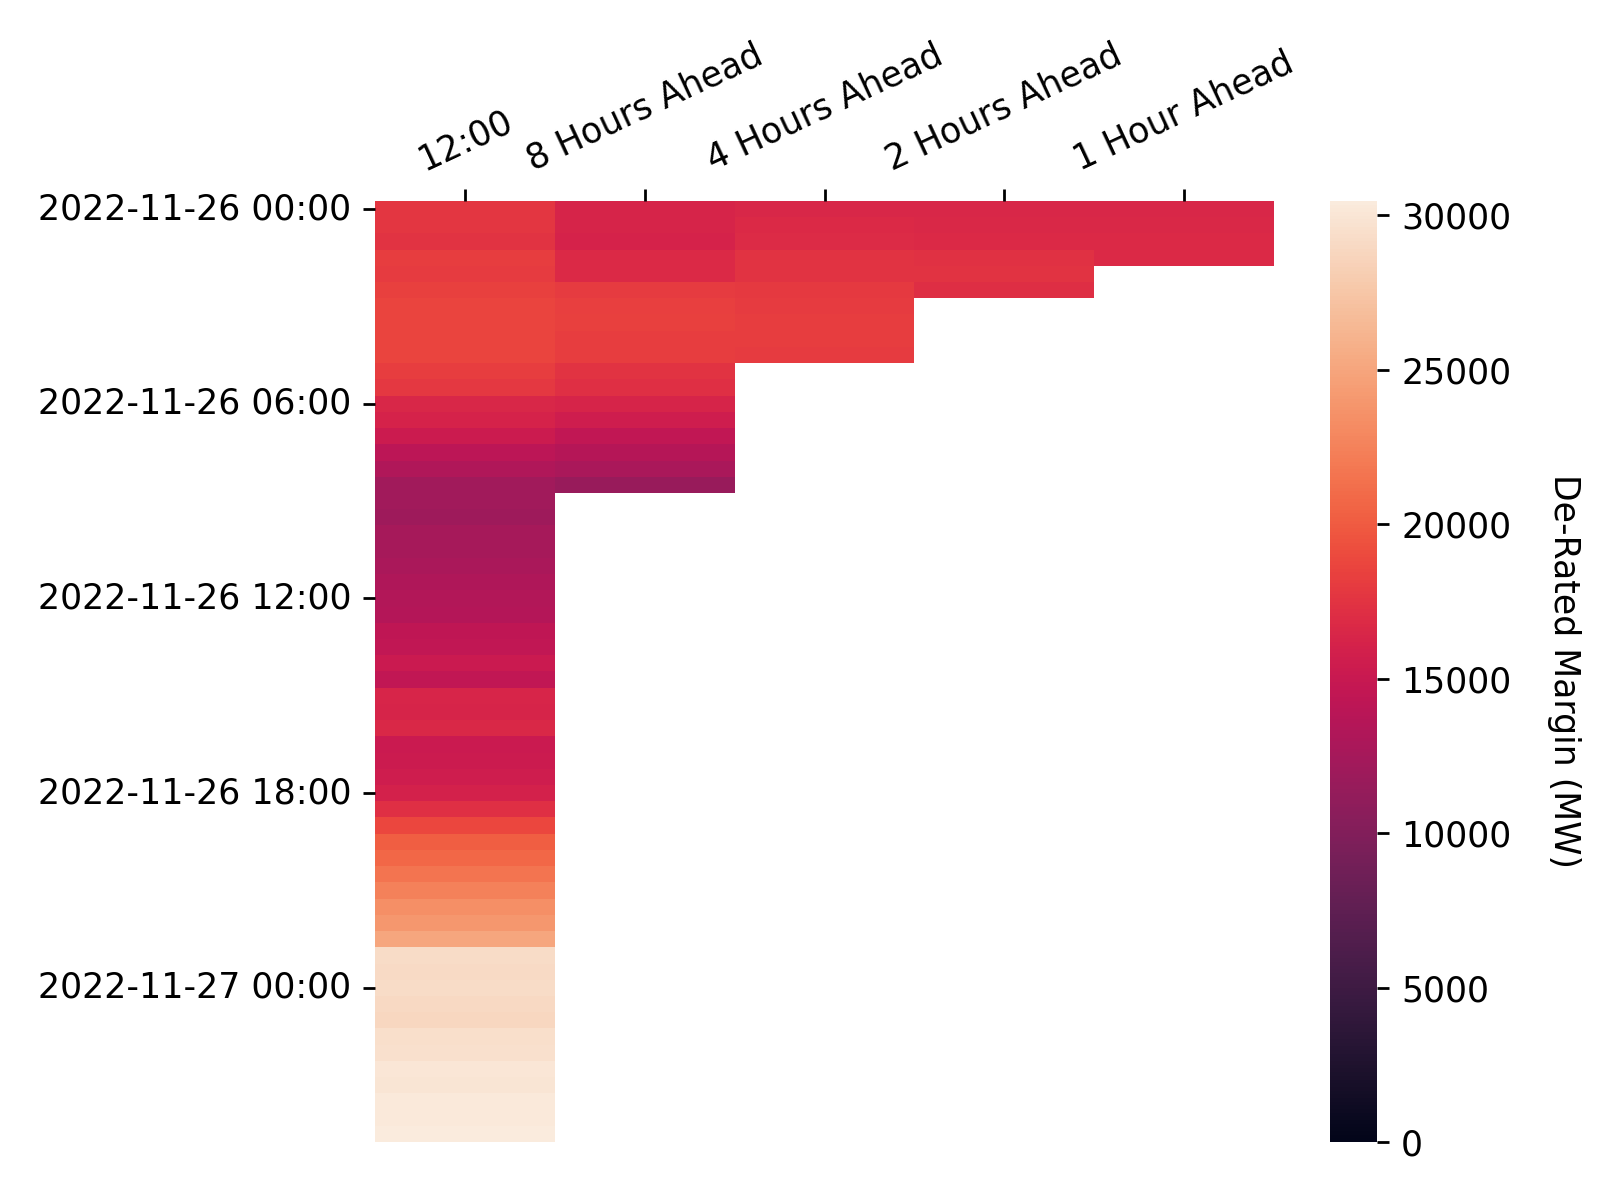 12:00
8 Hours Ahead
4 Hours Ahead
2 Hours Ahead
1 Hour Ahead
2022-11-26 00:00
2022-11-26 06:00
2022-11-26 12:00
2022-11-26 18:00
2022-11-27 00:00
30000
25000
20000
15000
10000
5000
0
De-Rated Margin (MW)